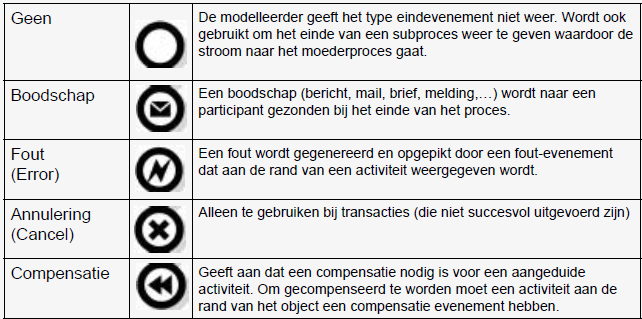 Geen
De modelleerder geeft het type eindevenement niet weer. Wordt ook
gebruikt om het einde van een subproces weer te geven waardoor de
stroom naar het moederproces gaat.
Boodschap
Een boodschap (bericht, mail, brief, melding,…) wordt naar een
participant gezonden bij het einde van het proces.
Fout
(Error)
Een fout wordt gegenereerd en opgepikt door een fout-evenement
dat aan de rand van een activiteit weergegeven wordt.
Annulering
(Cancel)
Alleen te gebruiken bij transacties (die niet succesvol uitgevoerd zijn)
Compensatie
Geeft aan dat een compensatie nodig is voor een aangeduide
activiteit. Om gecompenseerd te worden moet een activiteit aan de
rand van het object een compensatie evenement hebben.